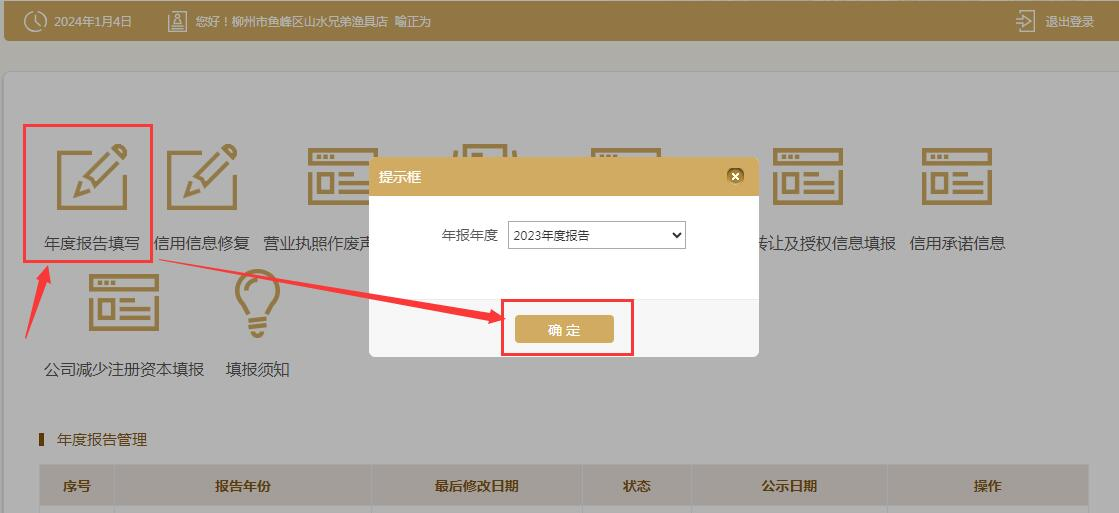 2024年1月4日 您好！柳州市鱼峰区山水兄弟渔具店 喻正为 退出登录
提示框
年报年度 2023年度报告
年度报告填写 信用信息修复 营业执照作废声 转让及授权信息填报 信用承诺信息
确定
公司减少注册资本填报 填报须知
年度报告管理
序号 报告年份 最后修改日期 状态 公示日期 操作